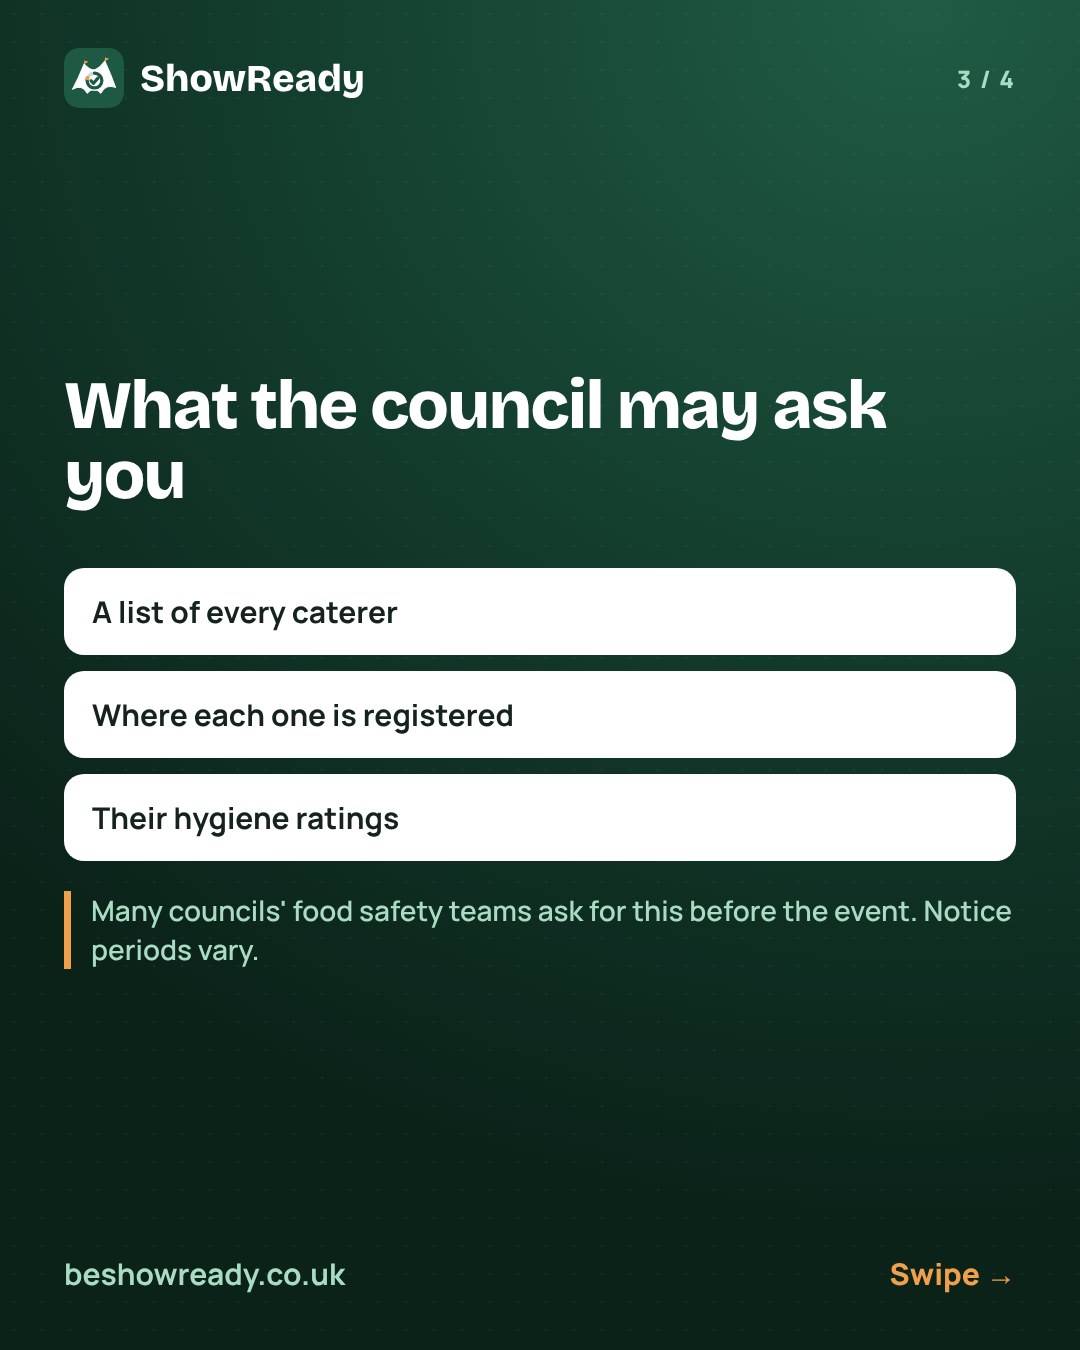 ShowReady
3 / 4
What the council may ask
you
A list of every caterer
Where each one is registered
Their hygiene ratings
Many councils' food safety teams ask for this before the event. Notice
periods vary.
beshowready.co.uk
Swipe →